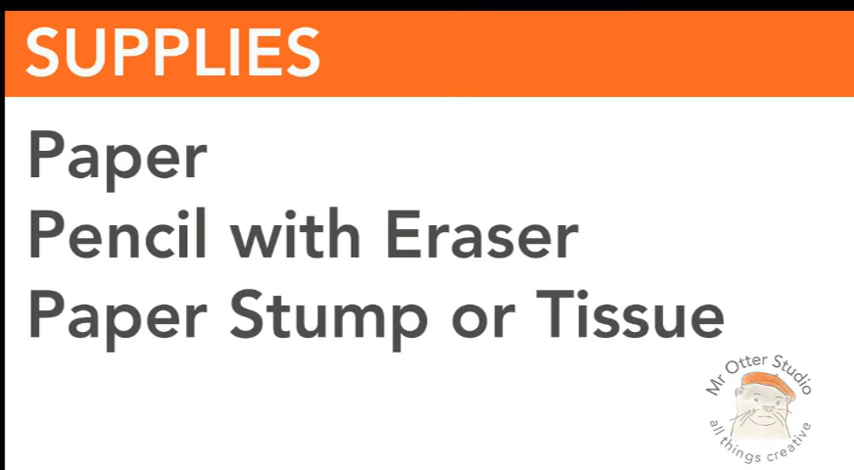 SUPPLIES
Paper
Pencil with Eraser
Paper Stump or Tissue
Mr Otter Studio
all things creative